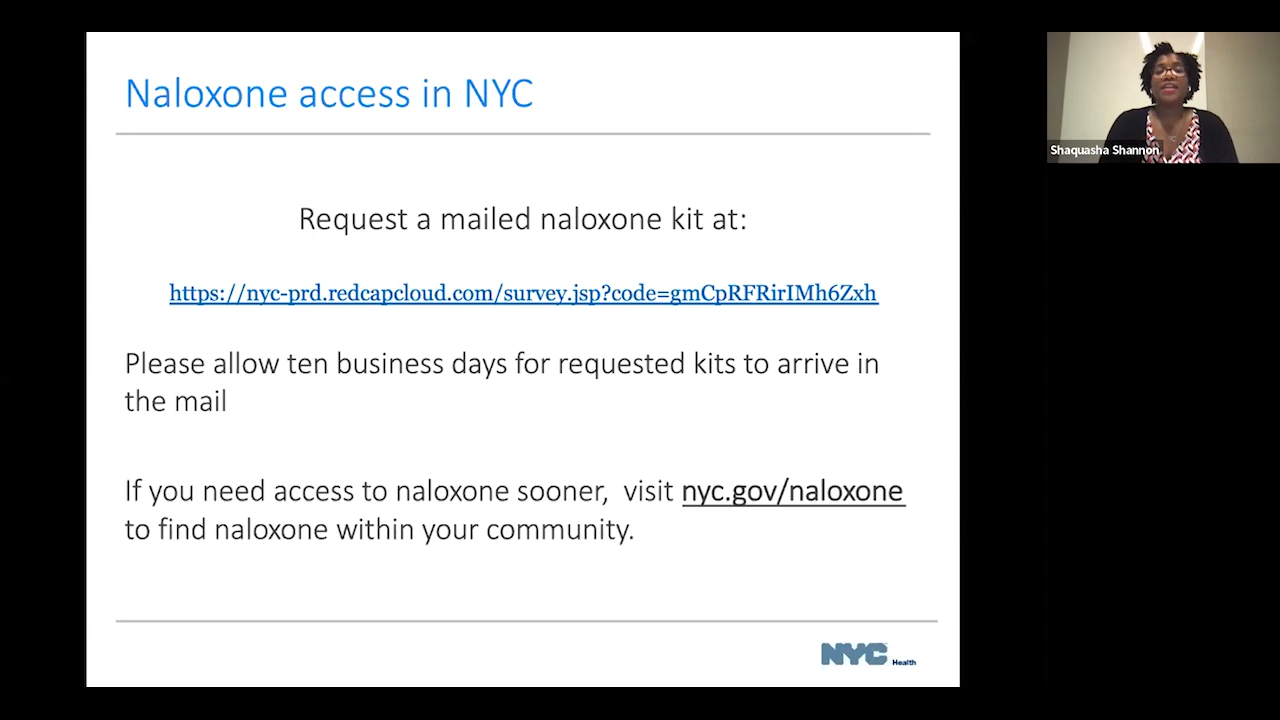 Naloxone access in NYC
Request a mailed naloxone kit at:
https://nyc-prd.redcapcloud.com/survey.jsp?code=gmCpRFRirIMh6Zxh
Please allow ten business days for requested kits to arrive in
the mail
If you need access to naloxone sooner, visit nyc.gov/naloxone
to find naloxone within your community.
NYC Health
Shaquasha Shannon